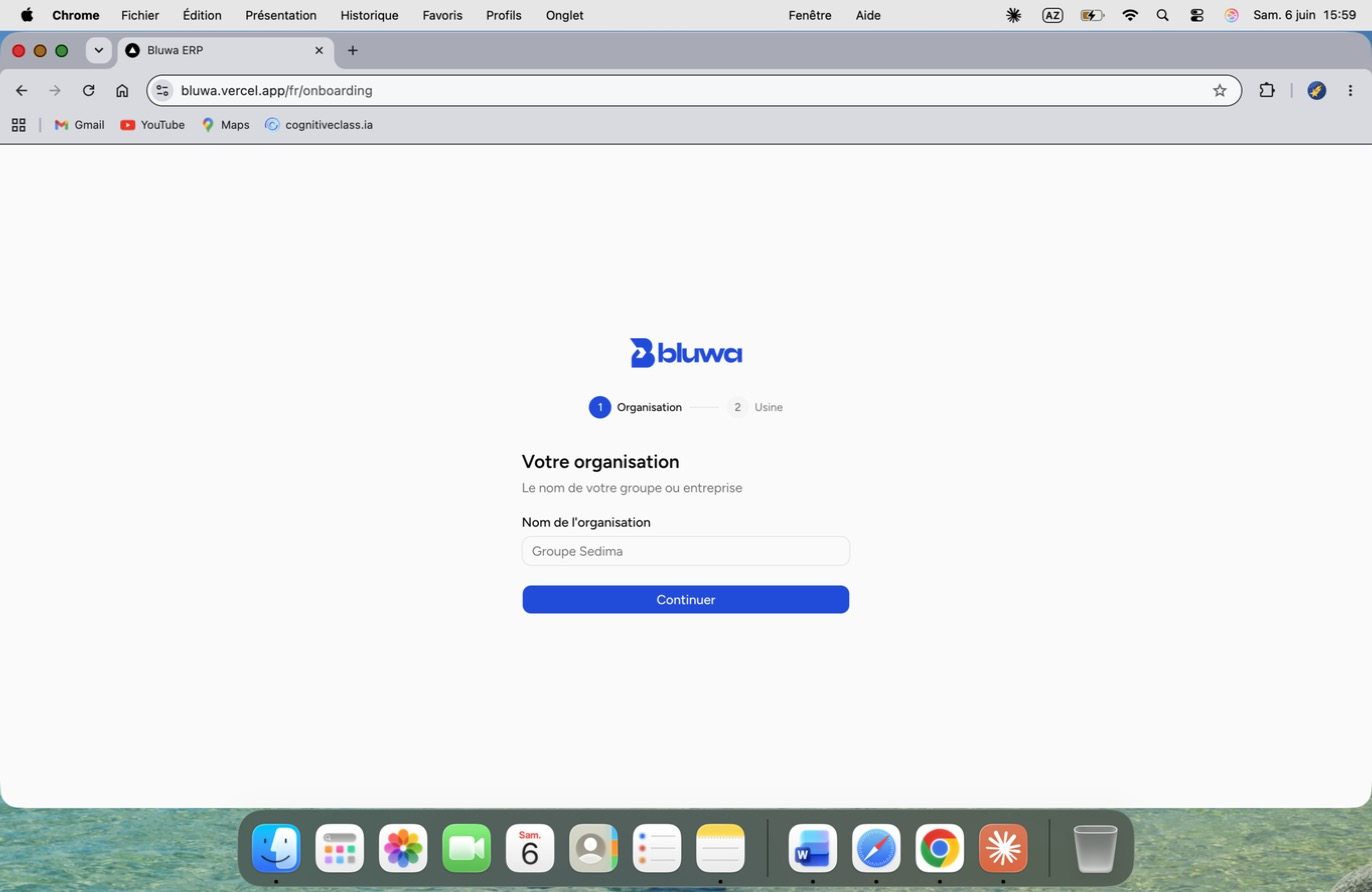 Chrome Fichier Édition Présentation Historique Favoris Profils Onglet Fenêtre Aide AZ Sam. 6 juin 15:59
Bluwa ERP
bluwa.vercel.app/fr/onboarding
Gmail YouTube Maps cognitiveclass.ia
bluwa
1 Organisation 2 Usine
Votre organisation
Le nom de votre groupe ou entreprise
Nom de l'organisation
Groupe Sedima
Continuer
Sam.
6
W